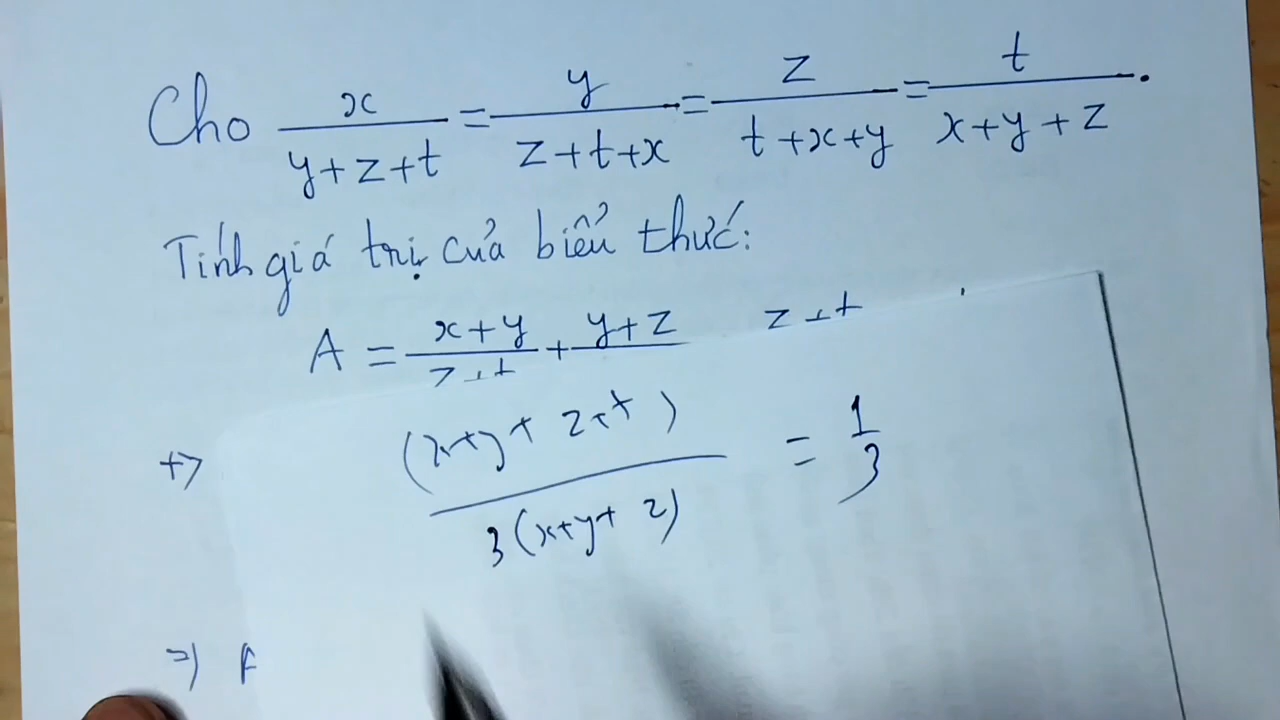 Cho x/(y+z+t) = y/(z+t+x) = z/(t+x+y) = t/(x+y+z).
Tính giá trị của biểu thức:
A = (x+y)/(z+t) + (y+z) z+t
+) (x+y+z+t)/(3(x+y+z)) = 1/3
=)